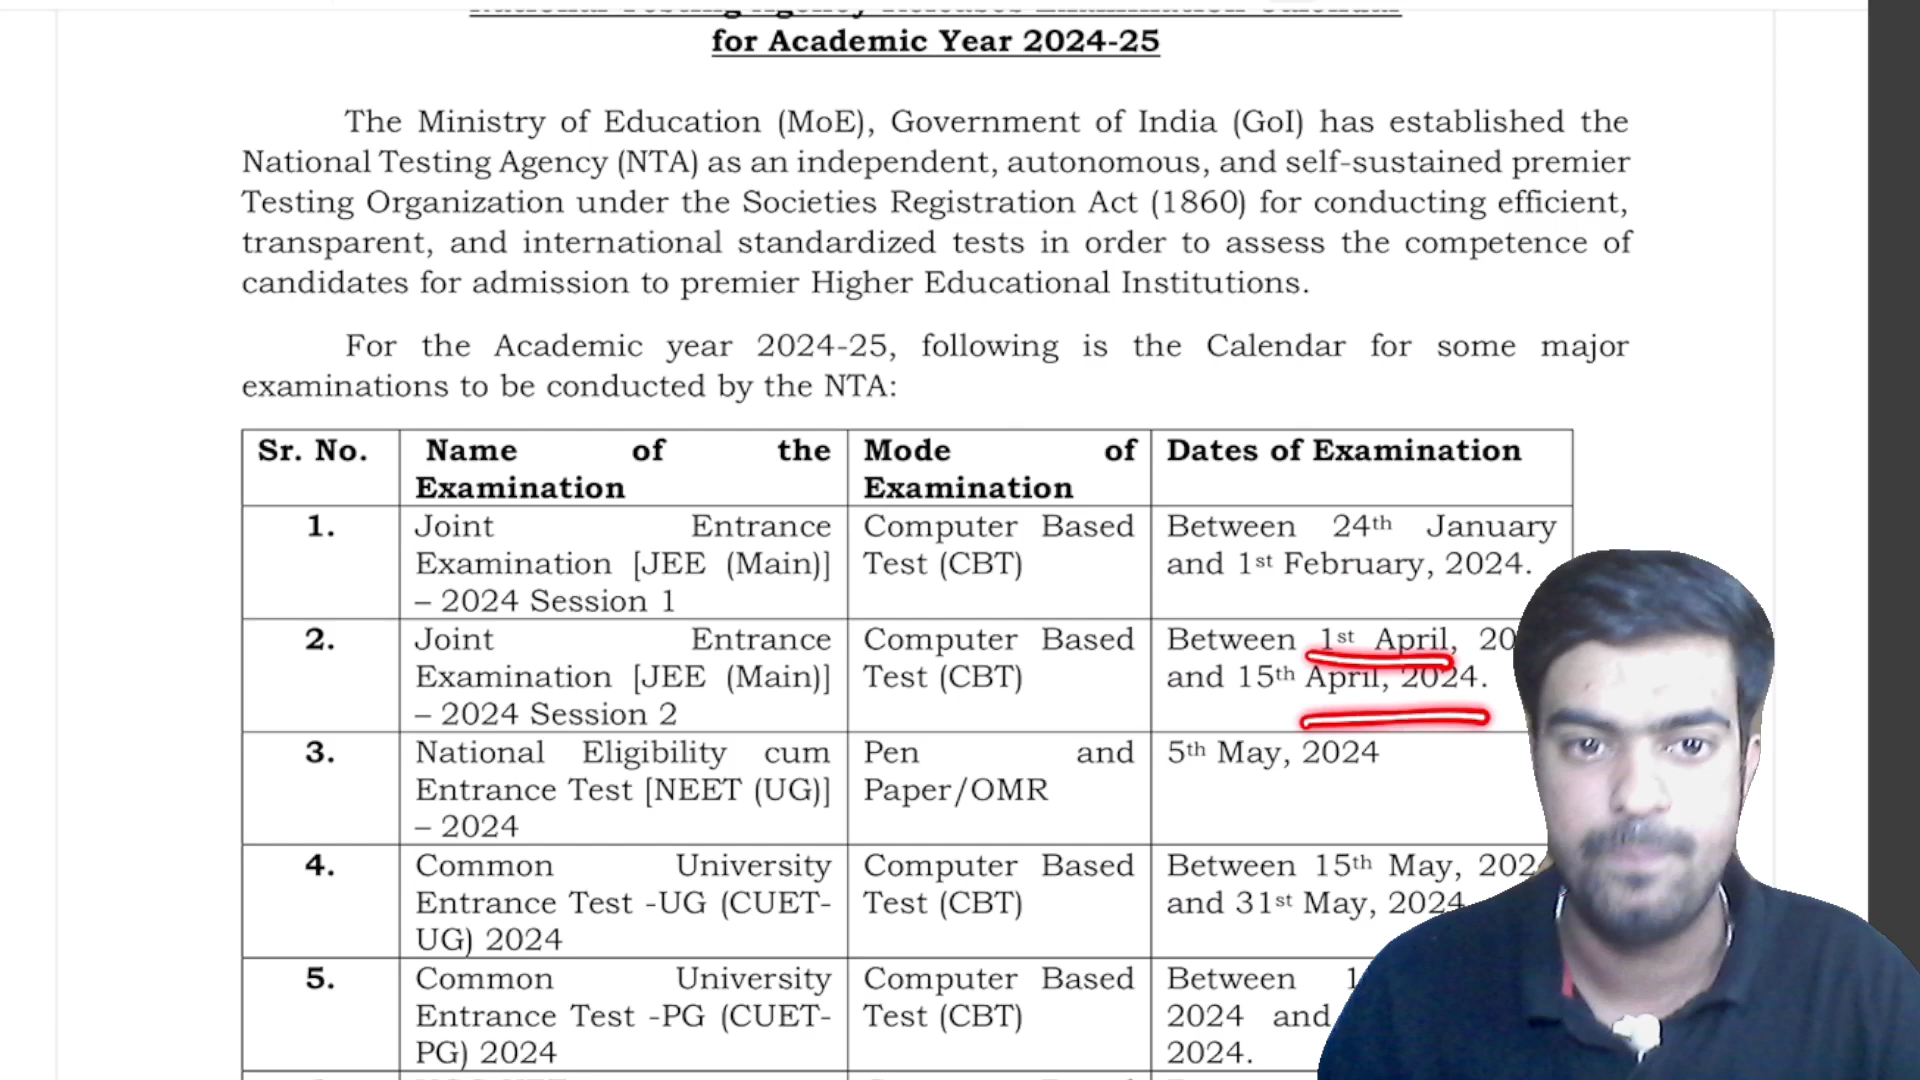 National Testing Agency Releases Examination Calendar
for Academic Year 2024-25
The Ministry of Education (MoE), Government of India (GoI) has established the
National Testing Agency (NTA) as an independent, autonomous, and self-sustained premier
Testing Organization under the Societies Registration Act (1860) for conducting efficient,
transparent, and international standardized tests in order to assess the competence of
candidates for admission to premier Higher Educational Institutions.
For the Academic year 2024-25, following is the Calendar for some major
examinations to be conducted by the NTA:
Sr. No. Name of the Mode of Dates of Examination
Examination Examination
1. Joint Entrance Computer Based Between 24th January
Examination [JEE (Main)] Test (CBT) and 1st February, 2024.
– 2024 Session 1
2. Joint Entrance Computer Based Between 1st April, 20
Examination [JEE (Main)] Test (CBT) and 15th April, 2024.
– 2024 Session 2
3. National Eligibility cum Pen and 5th May, 2024
Entrance Test [NEET (UG)] Paper/OMR
– 2024
4. Common University Computer Based Between 15th May, 202
Entrance Test -UG (CUET- Test (CBT) and 31st May, 2024
UG) 2024
5. Common University Computer Based Between 1
Entrance Test -PG (CUET- Test (CBT) 2024 and
PG) 2024 2024.